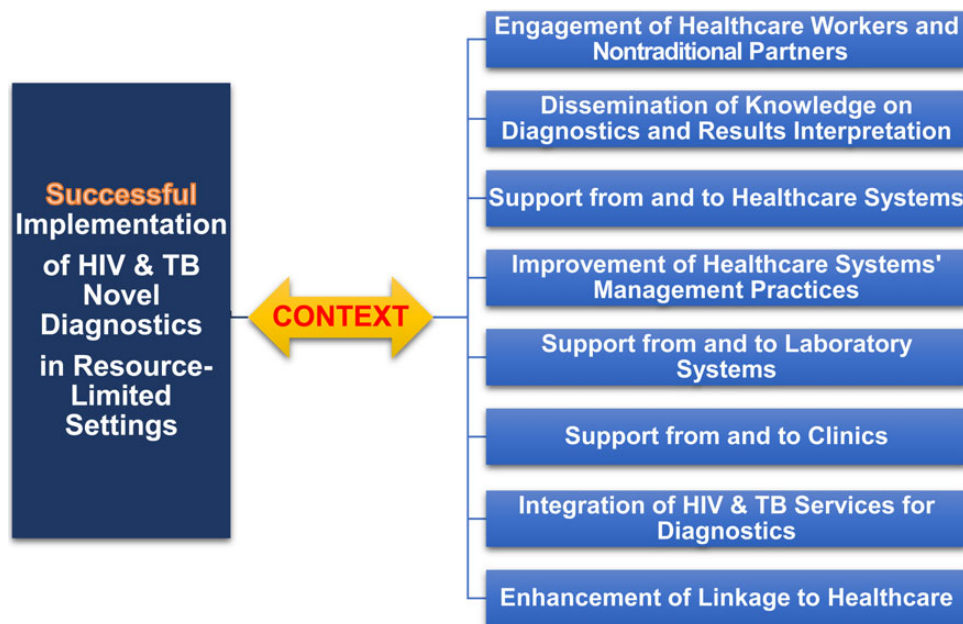 Successful
Implementation
of HIV & TB
Novel
Diagnostics
in Resource-
Limited
Settings
CONTEXT
Engagement of Healthcare Workers and
Nontraditional Partners
Dissemination of Knowledge on
Diagnostics and Results Interpretation
Support from and to Healthcare Systems
Improvement of Healthcare Systems'
Management Practices
Support from and to Laboratory
Systems
Support from and to Clinics
Integration of HIV & TB Services for
Diagnostics
Enhancement of Linkage to Healthcare